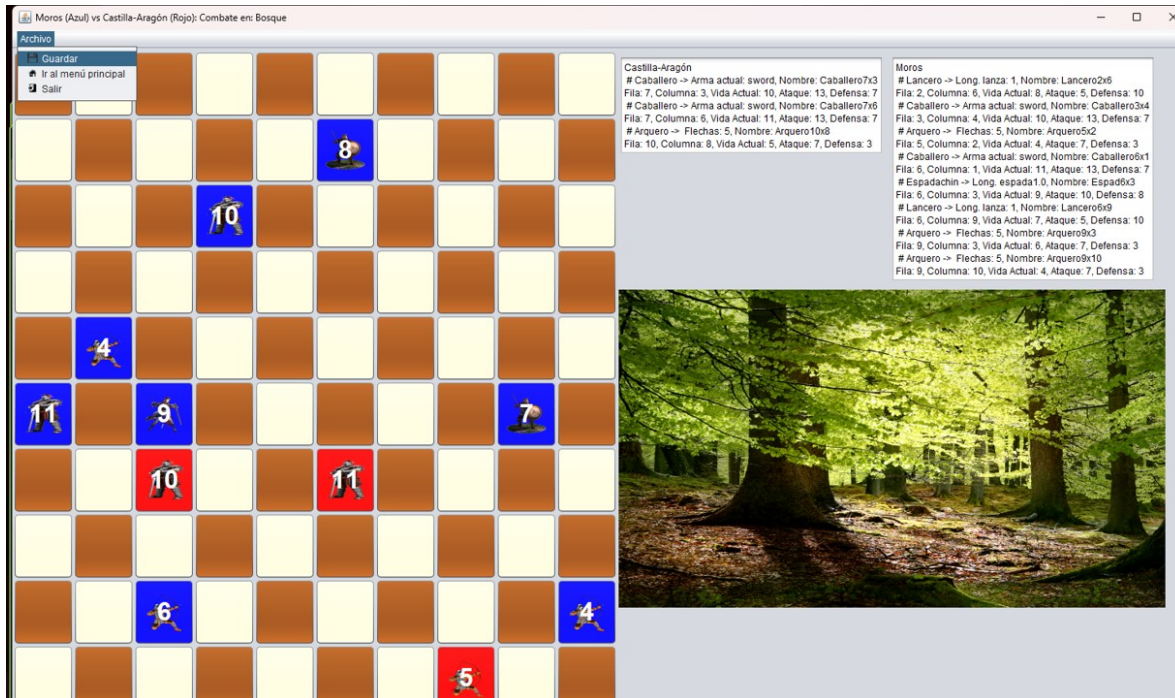 Moros (Azul) vs Castilla-Aragón (Rojo): Combate en: Bosque
Archivo
Guardar
Ir al menú principal
Salir
8
10
4
11
9
7
10
11
6
4
5
Castilla-Aragón
# Caballero -> Arma actual: sword, Nombre: Caballero7x3
Fila: 7, Columna: 3, Vida Actual: 10, Ataque: 13, Defensa: 7
# Caballero -> Arma actual: sword, Nombre: Caballero7x6
Fila: 7, Columna: 6, Vida Actual: 11, Ataque: 13, Defensa: 7
# Arquero -> Flechas: 5, Nombre: Arquero10x8
Fila: 10, Columna: 8, Vida Actual: 5, Ataque: 7, Defensa: 3
Moros
# Lancero -> Long. lanza: 1, Nombre: Lancero2x6
Fila: 2, Columna: 6, Vida Actual: 8, Ataque: 5, Defensa: 10
# Caballero -> Arma actual: sword, Nombre: Caballero3x4
Fila: 3, Columna: 4, Vida Actual: 10, Ataque: 13, Defensa: 7
# Arquero -> Flechas: 5, Nombre: Arquero5x2
Fila: 5, Columna: 2, Vida Actual: 4, Ataque: 7, Defensa: 3
# Caballero -> Arma actual: sword, Nombre: Caballero6x1
Fila: 6, Columna: 1, Vida Actual: 11, Ataque: 13, Defensa: 7
# Espadachin -> Long. espada1.0, Nombre: Espad6x3
Fila: 6, Columna: 3, Vida Actual: 9, Ataque: 10, Defensa: 8
# Lancero -> Long. lanza: 1, Nombre: Lancero6x9
Fila: 6, Columna: 9, Vida Actual: 7, Ataque: 5, Defensa: 10
# Arquero -> Flechas: 5, Nombre: Arquero9x3
Fila: 9, Columna: 3, Vida Actual: 6, Ataque: 7, Defensa: 3
# Arquero -> Flechas: 5, Nombre: Arquero9x10
Fila: 9, Columna: 10, Vida Actual: 4, Ataque: 7, Defensa: 3